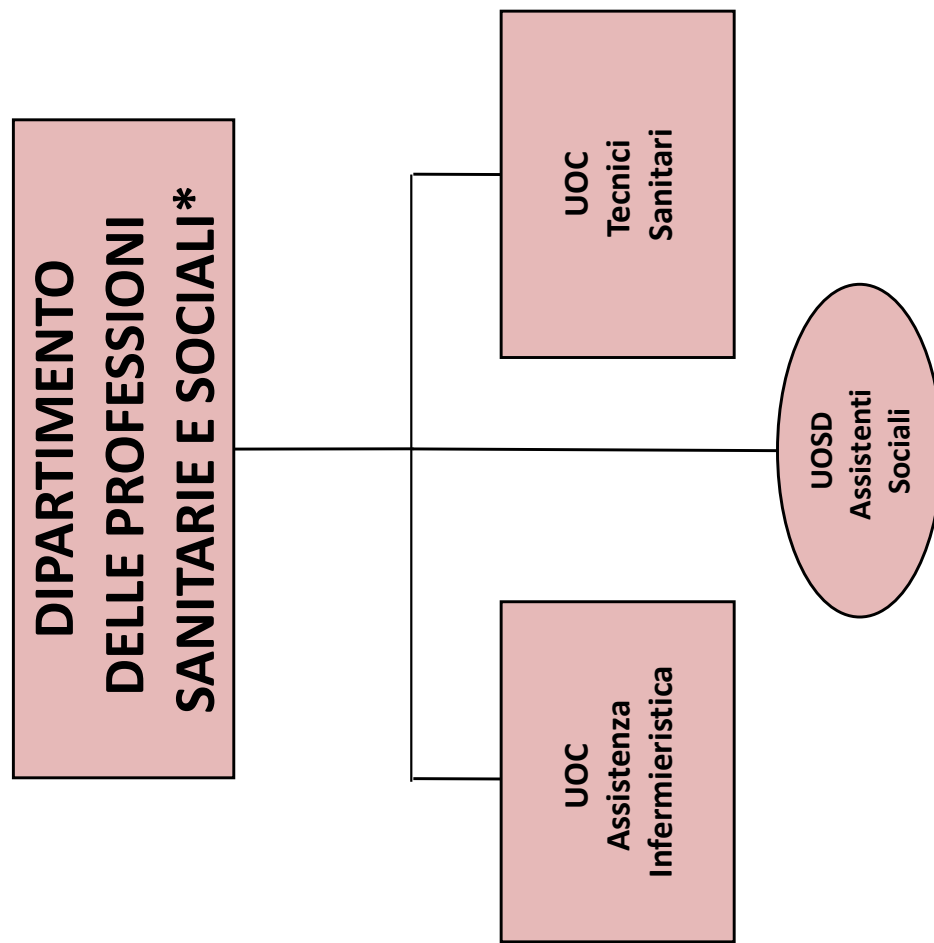 DIPARTIMENTO
DELLE PROFESSIONI
SANITARIE E SOCIALI*
UOC
Assistenza
Infermieristica
UOC
Tecnici
Sanitari
UOSD
Assistenti
Sociali